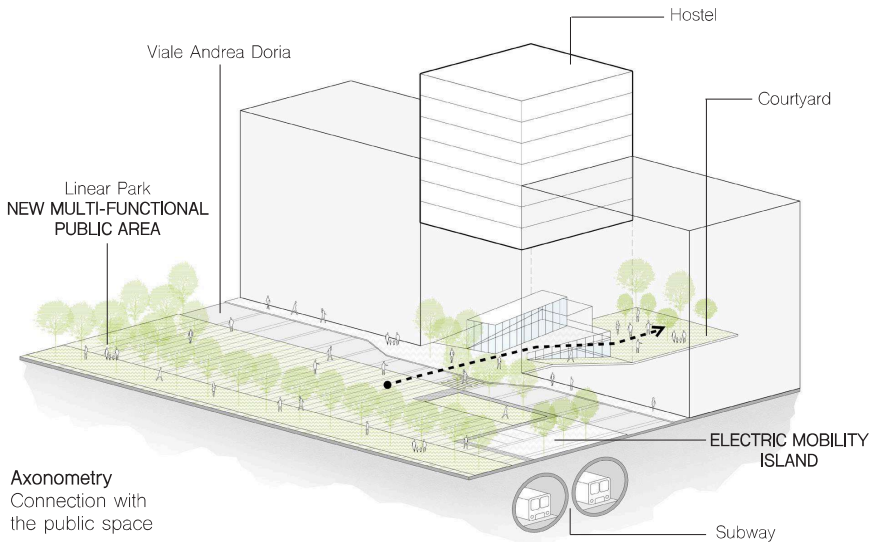 Hostel
Viale Andrea Doria
Courtyard
Linear Park
NEW MULTI-FUNCTIONAL
PUBLIC AREA
ELECTRIC MOBILITY
ISLAND
Axonometry
Connection with
the public space
Subway